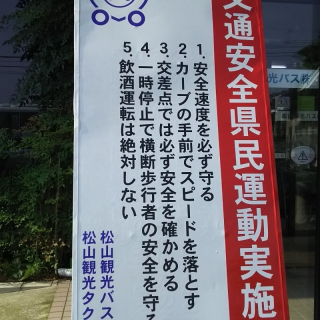 交通安全県民運動実施
1.安全速度を必ず守る
2.カーブの手前でスピードを落とす
3.交差点では必ず安全を確かめる
4.一時停止で横断歩行者の安全を守る
5.飲酒運転は絶対しない
松山観光バス
松山観光タク
光バス株